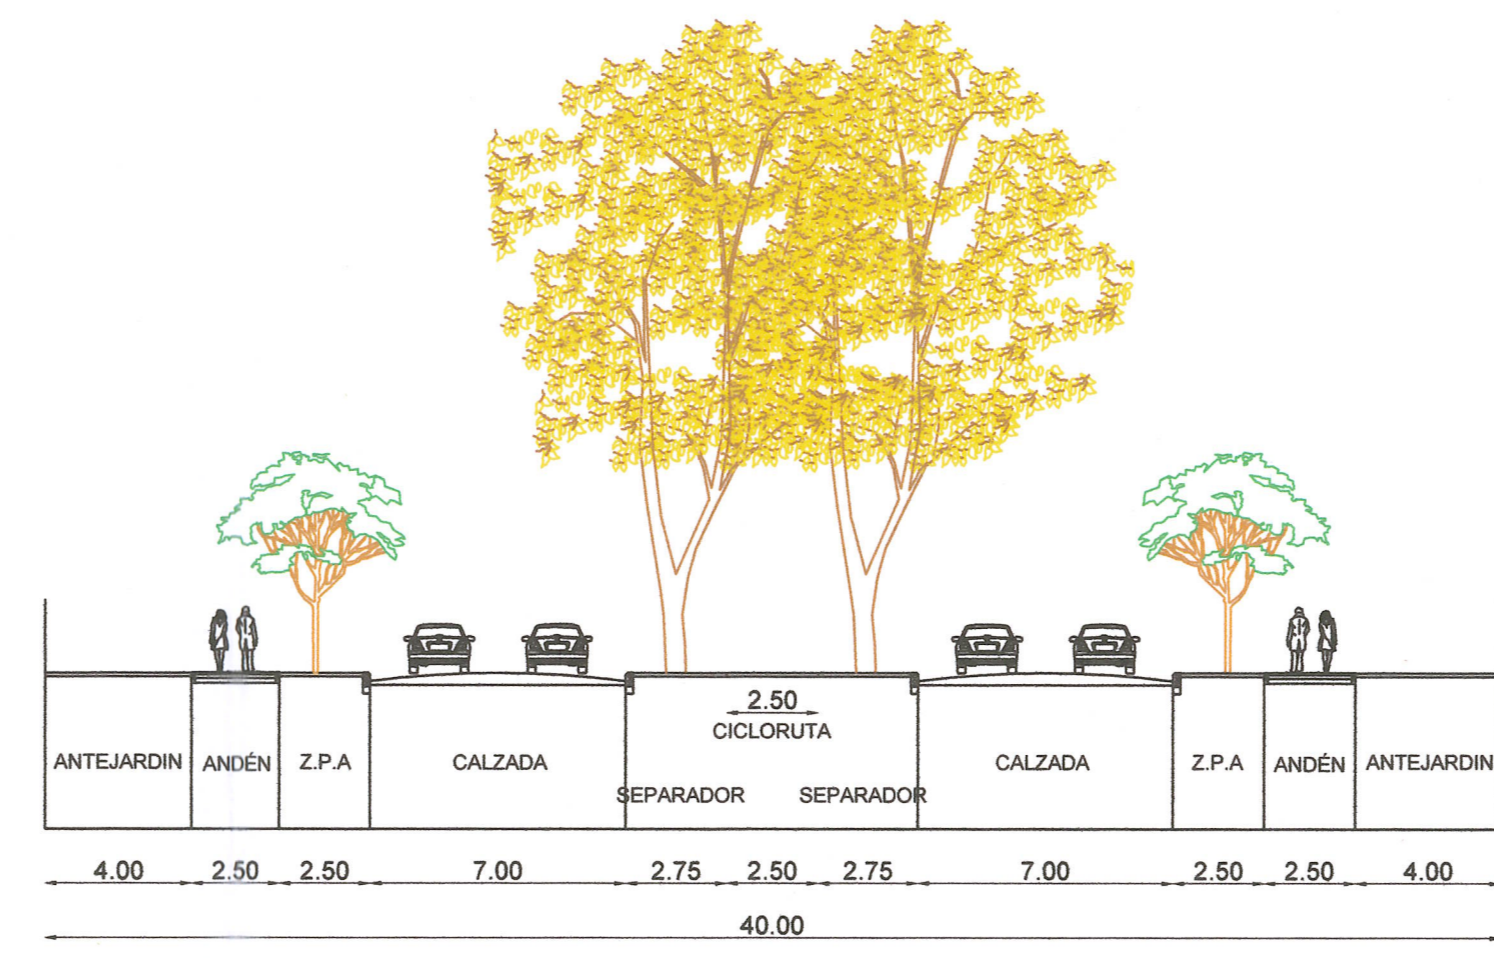 2.50
CICLORUTA
ANTEJARDIN ANDÉN Z.P.A CALZADA CALZADA Z.P.A ANDÉN ANTEJARDIN
SEPARADOR SEPARADOR
4.00 2.50 2.50 7.00 2.75 2.50 2.75 7.00 2.50 2.50 4.00
40.00